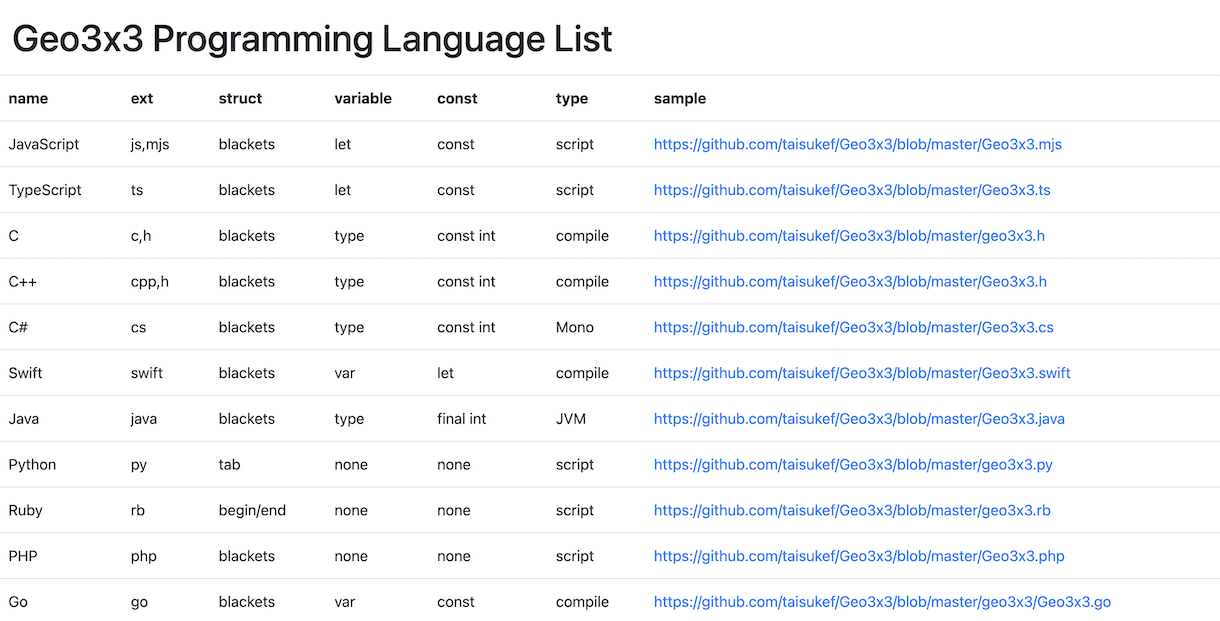 Geo3x3 Programming Language List
name ext struct variable const type sample
JavaScript js,mjs blackets let const script https://github.com/taisukef/Geo3x3/blob/master/Geo3x3.mjs
TypeScript ts blackets let const script https://github.com/taisukef/Geo3x3/blob/master/Geo3x3.ts
C c,h blackets type const int compile https://github.com/taisukef/Geo3x3/blob/master/geo3x3.h
C++ cpp,h blackets type const int compile https://github.com/taisukef/Geo3x3/blob/master/Geo3x3.h
C# cs blackets type const int Mono https://github.com/taisukef/Geo3x3/blob/master/Geo3x3.cs
Swift swift blackets var let compile https://github.com/taisukef/Geo3x3/blob/master/Geo3x3.swift
Java java blackets type final int JVM https://github.com/taisukef/Geo3x3/blob/master/Geo3x3.java
Python py tab none none script https://github.com/taisukef/Geo3x3/blob/master/geo3x3.py
Ruby rb begin/end none none script https://github.com/taisukef/Geo3x3/blob/master/geo3x3.rb
PHP php blackets none none script https://github.com/taisukef/Geo3x3/blob/master/Geo3x3.php
Go go blackets var const compile https://github.com/taisukef/Geo3x3/blob/master/geo3x3/Geo3x3.go